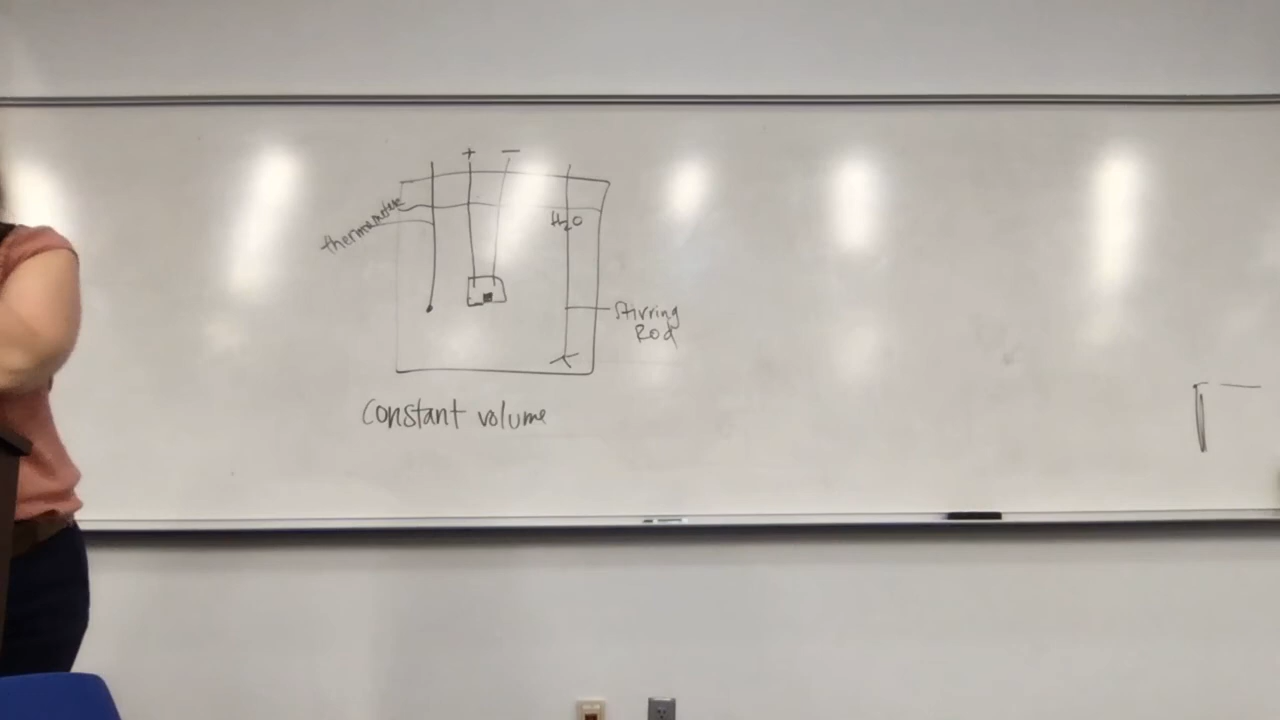 + −
thermometer
H₂O
Stirring
Rod
Constant volume